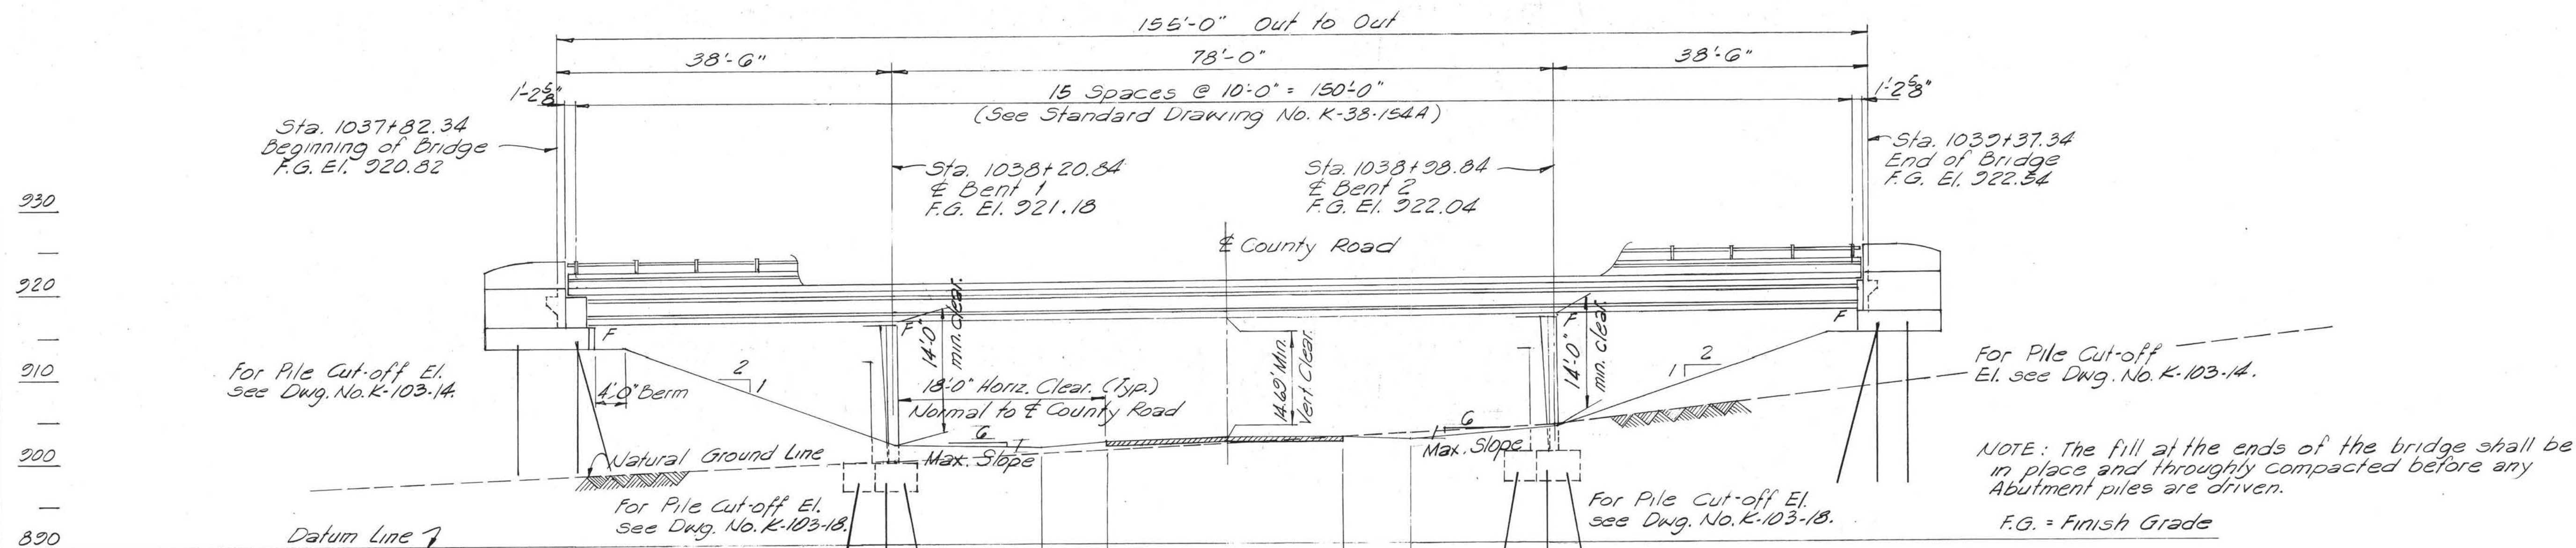 155'-0" Out to Out
38'-6"
78'-0"
38'-6"
1'-2 5/8"
15 Spaces @ 10'-0" = 150'-0"
1'-2 5/8"
(See Standard Drawing No. K-38-154A)
Sta. 1037+82.34
Beginning of Bridge
F.G. El. 920.82
Sta. 1038+20.84
℄ Bent 1
F.G. El. 921.18
Sta. 1038+98.84
℄ Bent 2
F.G. El. 922.04
Sta. 1039+37.34
End of Bridge
F.G. El. 922.54
930
920
910
900
890
℄ County Road
F
F
F
F
14'-0"
min. clear.
14'-0"
min. clear.
14.69' Min.
Vert. Clear.
For Pile Cut-off El.
see Dwg. No. K-103-14.
4'-0" Berm
2
1
18'-0" Horiz. Clear. (Typ.)
Normal to ℄ County Road
6
1
Max. Slope
6
1
Max. Slope
2
1
For Pile Cut-off
El. see Dwg. No. K-103-14.
Natural Ground Line
For Pile Cut-off El.
see Dwg. No. K-103-18.
For Pile Cut-off El.
see Dwg. No. K-103-18.
NOTE: The fill at the ends of the bridge shall be
in place and throughly compacted before any
Abutment piles are driven.
F.G. = Finish Grade
Datum Line